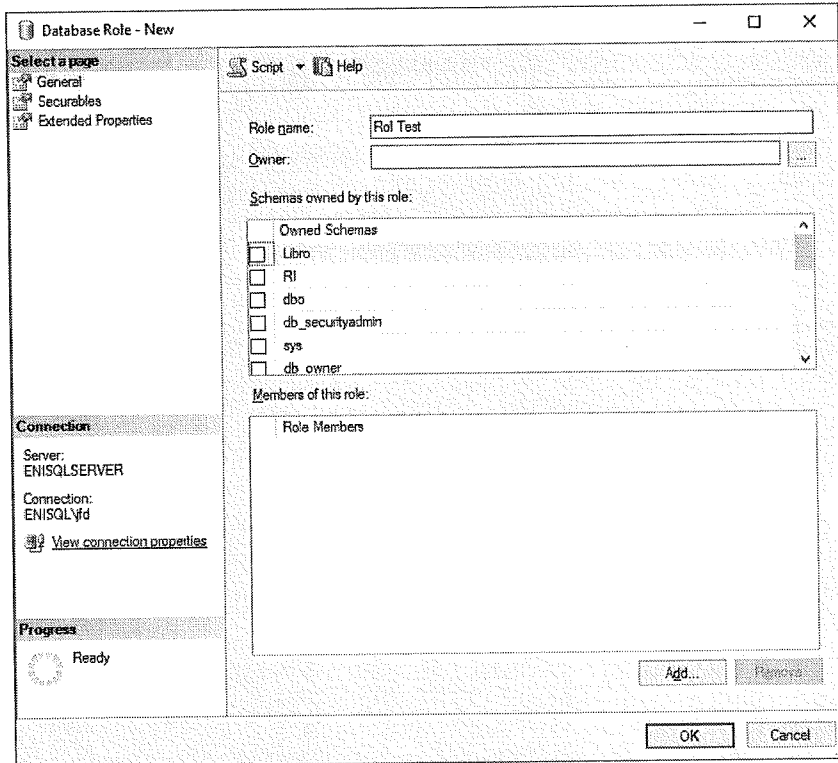 Database Role - New
Select a page
General
Securables
Extended Properties
Script
Help
Role name:
Rol Test
Owner:
...
Schemas owned by this role:
Owned Schemas
Libro
RI
dbo
db_securityadmin
sys
db_owner
Members of this role:
Role Members
Connection
Server:
ENISQLSERVER
Connection:
ENISQL\jfd
View connection properties
Progress
Ready
Add...
Remove
OK
Cancel